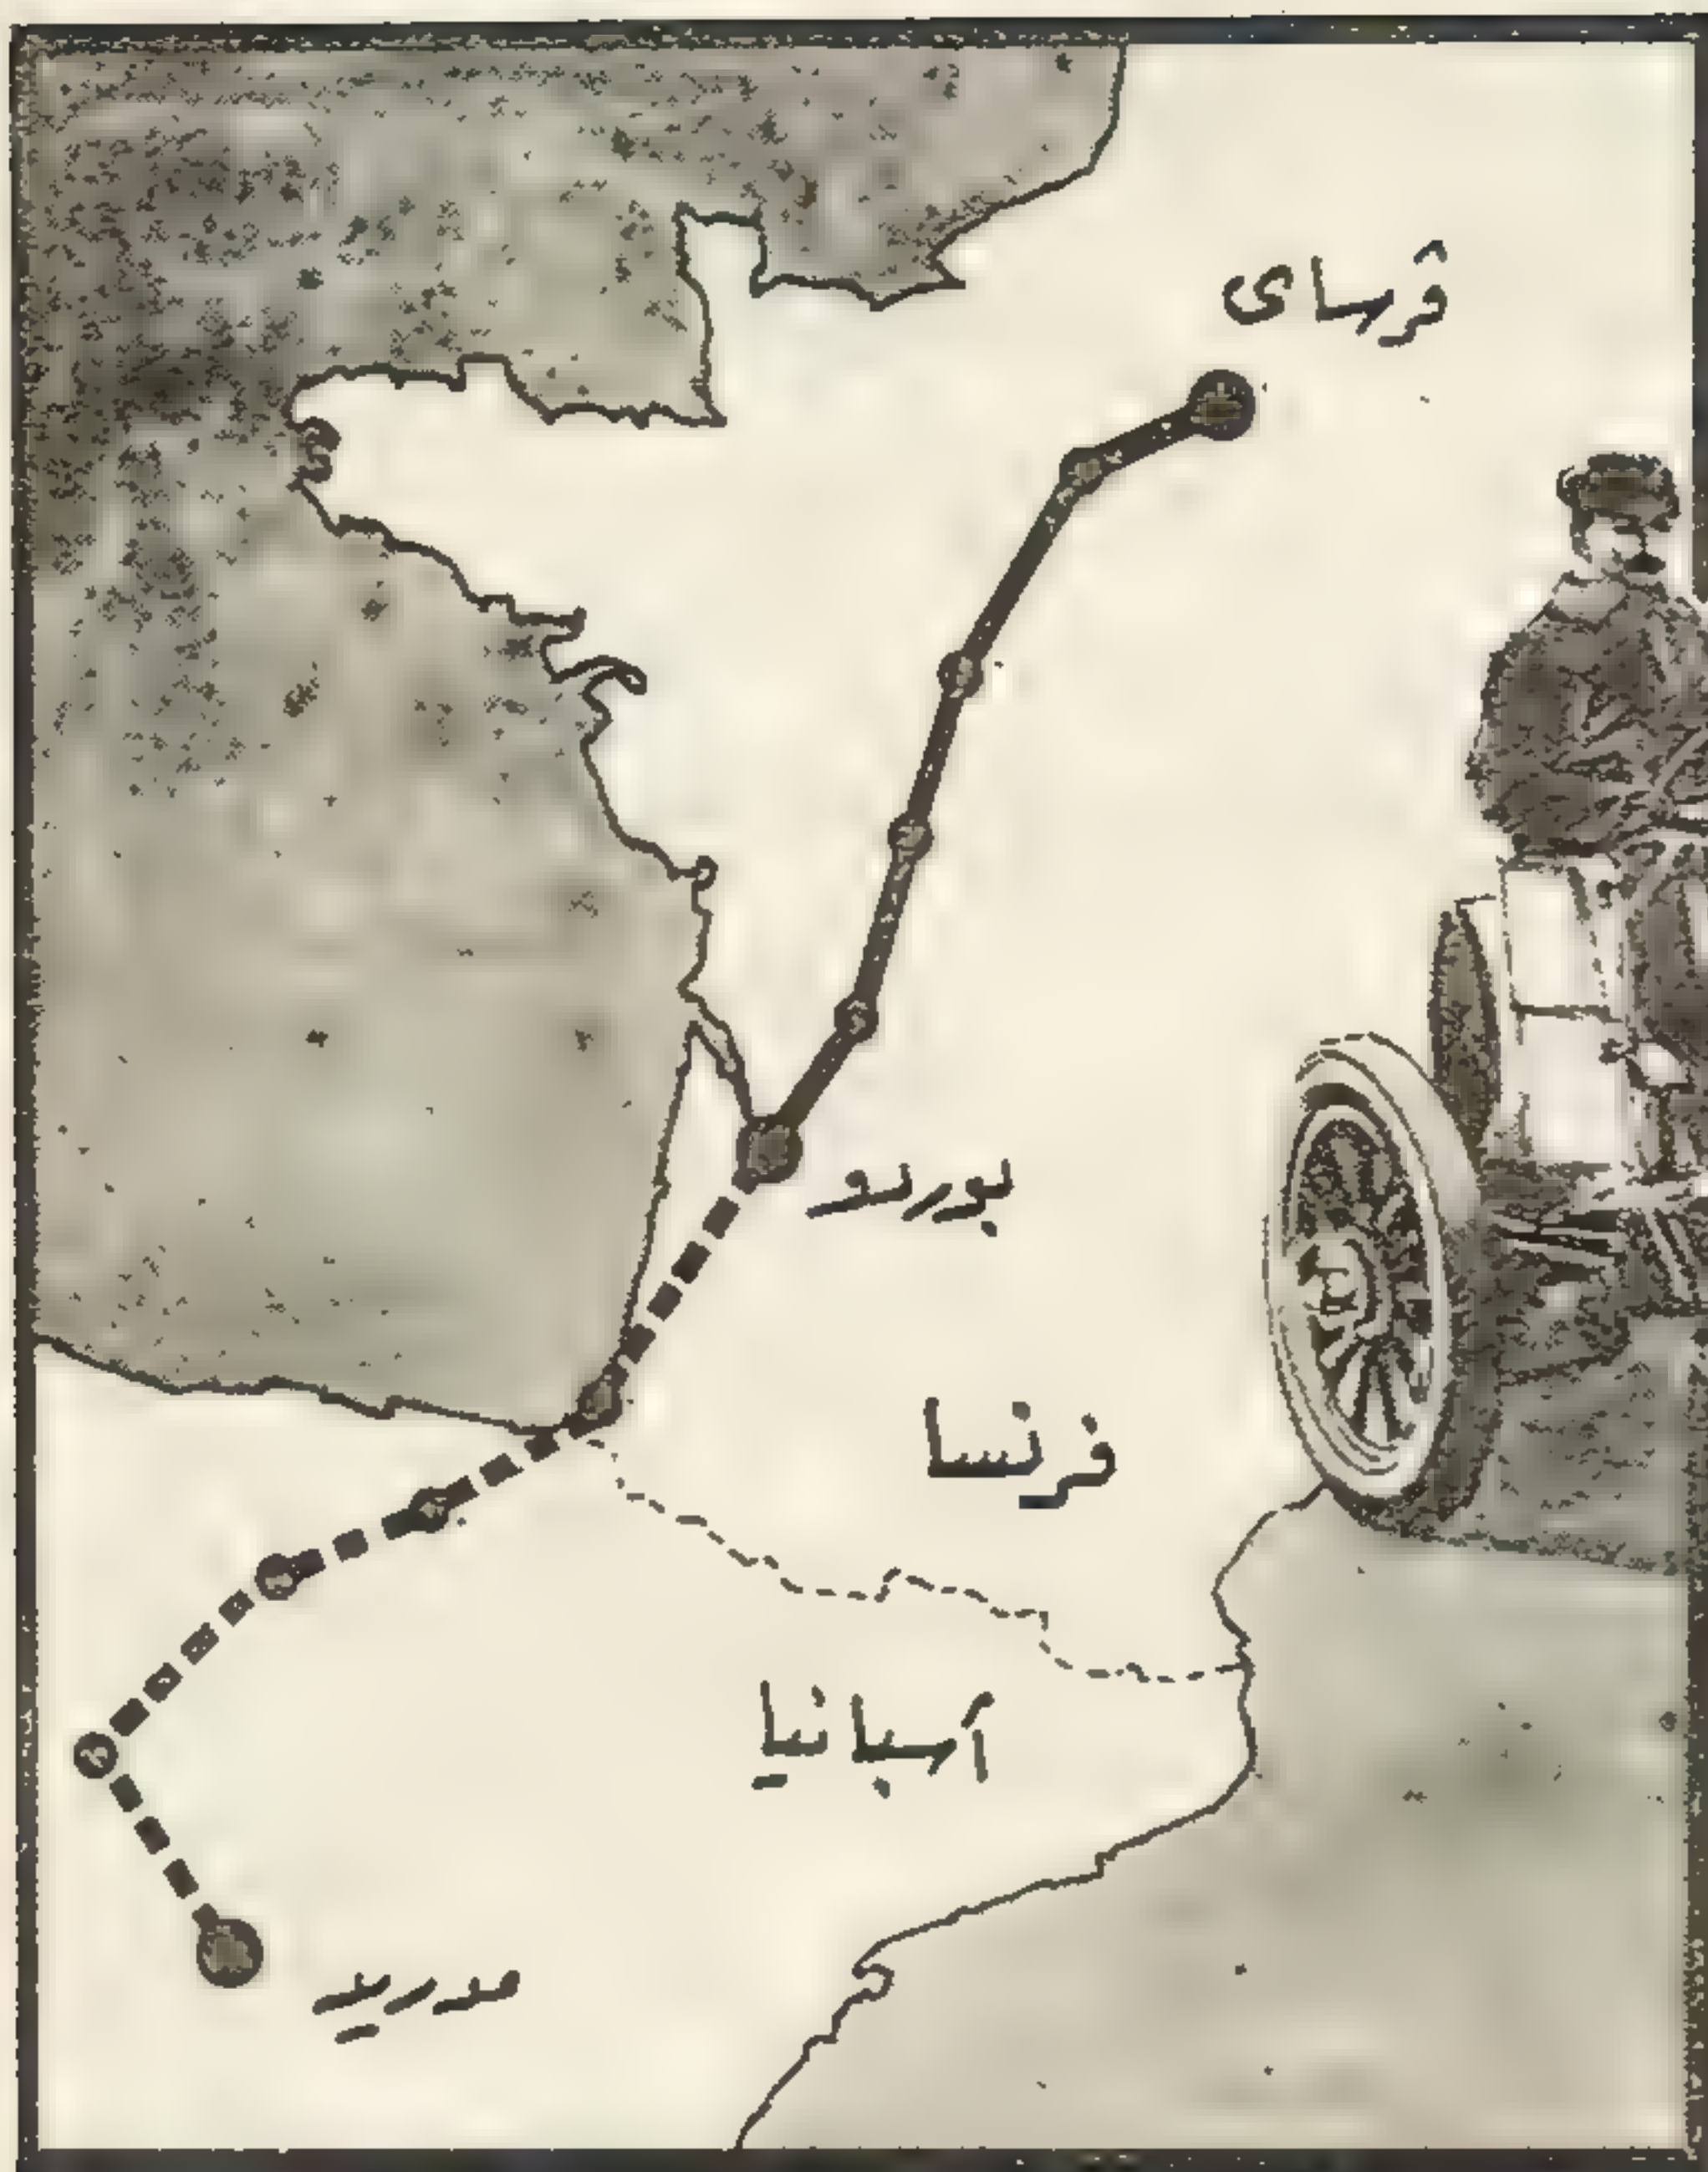 ڤرساى
بوردو
فرنسا
أسبانيا
مدريد